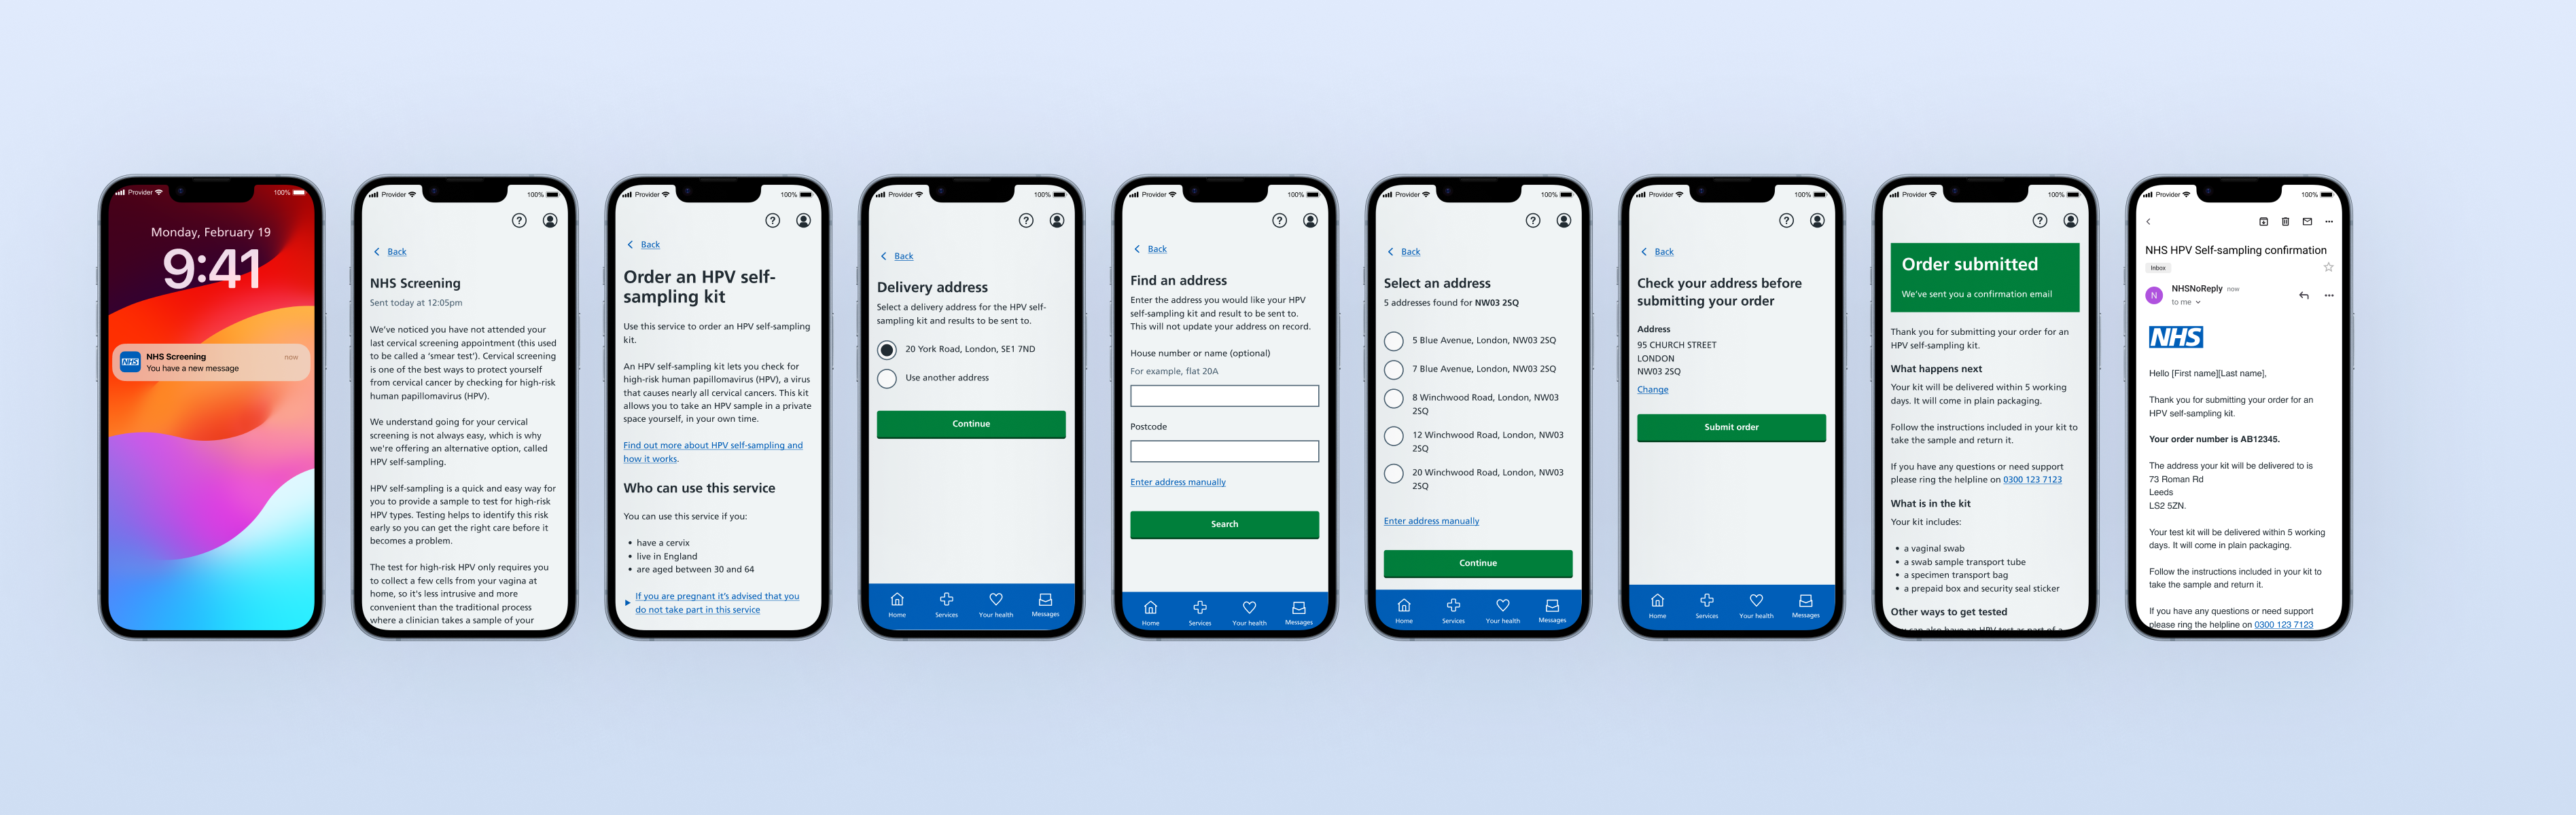 Provider
100%
Monday, February 19
9:41
NHS
NHS Screening
now
You have a new message
Provider
100%
Back
NHS Screening
Sent today at 12:05pm
We've noticed you have not attended your
last cervical screening appointment (this used
to be called a 'smear test'). Cervical screening
is one of the best ways to protect yourself
from cervical cancer by checking for high-risk
human papillomavirus (HPV).
We understand going for your cervical
screening is not always easy, which is why
we're offering an alternative option, called
HPV self-sampling.
HPV self-sampling is a quick and easy way for
you to provide a sample to test for high-risk
HPV types. Testing helps to identify this risk
early so you can get the right care before it
becomes a problem.
The test for high-risk HPV only requires you
to collect a few cells from your vagina at
home, so it's less intrusive and more
convenient than the traditional process
where a clinician takes a sample of your
Provider
100%
Back
Order an HPV self-
sampling kit
Use this service to order an HPV self-sampling
kit.
An HPV self-sampling kit lets you check for
high-risk human papillomavirus (HPV), a virus
that causes nearly all cervical cancers. This kit
allows you to take an HPV sample in a private
space yourself, in your own time.
Find out more about HPV self-sampling and
how it works.
Who can use this service
You can use this service if you:
• have a cervix
• live in England
• are aged between 30 and 64
If you are pregnant it's advised that you
do not take part in this service
Provider
100%
Back
Delivery address
Select a delivery address for the HPV self-
sampling kit and results to be sent to.
20 York Road, London, SE1 7ND
Use another address
Continue
Home Services Your health Messages
Provider
100%
Back
Find an address
Enter the address you would like your HPV
self-sampling kit and result to be sent to.
This will not update your address on record.
House number or name (optional)
For example, flat 20A
Postcode
Enter address manually
Search
Home Services Your health Messages
Provider
100%
Back
Select an address
5 addresses found for NW03 2SQ
5 Blue Avenue, London, NW03 2SQ
7 Blue Avenue, London, NW03 2SQ
8 Winchwood Road, London, NW03
2SQ
12 Winchwood Road, London, NW03
2SQ
20 Winchwood Road, London, NW03
2SQ
Enter address manually
Continue
Home Services Your health Messages
Provider
100%
Back
Check your address before
submitting your order
Address
95 CHURCH STREET
LONDON
NW03 2SQ
Change
Submit order
Home Services Your health Messages
Provider
100%
Order submitted
We've sent you a confirmation email
Thank you for submitting your order for an
HPV self-sampling kit.
What happens next
Your kit will be delivered within 5 working
days. It will come in plain packaging.
Follow the instructions included in your kit to
take the sample and return it.
If you have any questions or need support
please ring the helpline on 0300 123 7123
What is in the kit
Your kit includes:
• a vaginal swab
• a swab sample transport tube
• a specimen transport bag
• a prepaid box and security seal sticker
Other ways to get tested
can also have an HPV test as part of a
Provider
100%
NHS HPV Self-sampling confirmation
Inbox
N
NHSNoReply now
to me
NHS
Hello [First name][Last name],
Thank you for submitting your order for an
HPV self-sampling kit.
Your order number is AB12345.
The address your kit will be delivered to is
73 Roman Rd
Leeds
LS2 5ZN.
Your test kit will be delivered within 5 working
days. It will come in plain packaging.
Follow the instructions included in your kit to
take the sample and return it.
If you have any questions or need support
please ring the helpline on 0300 123 7123